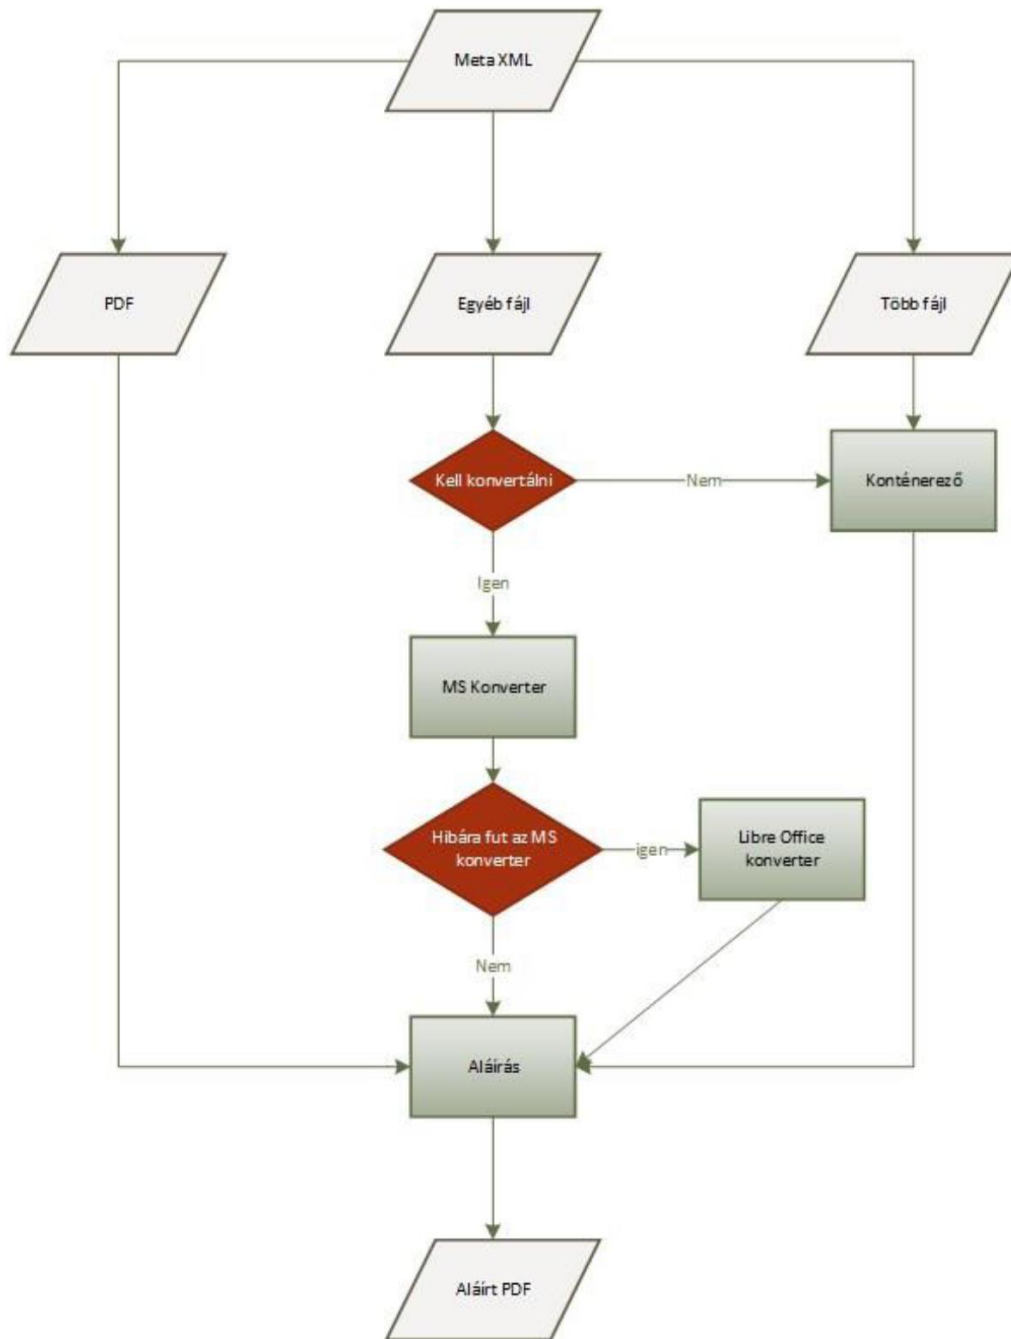 Meta XML
PDF
Egyéb fájl
Több fájl
Kell konvertálni
Nem
Konténerező
Igen
MS Konverter
Hibára fut az MS
konverter
igen
Libre Office
konverter
Nem
Aláírás
Aláírt PDF